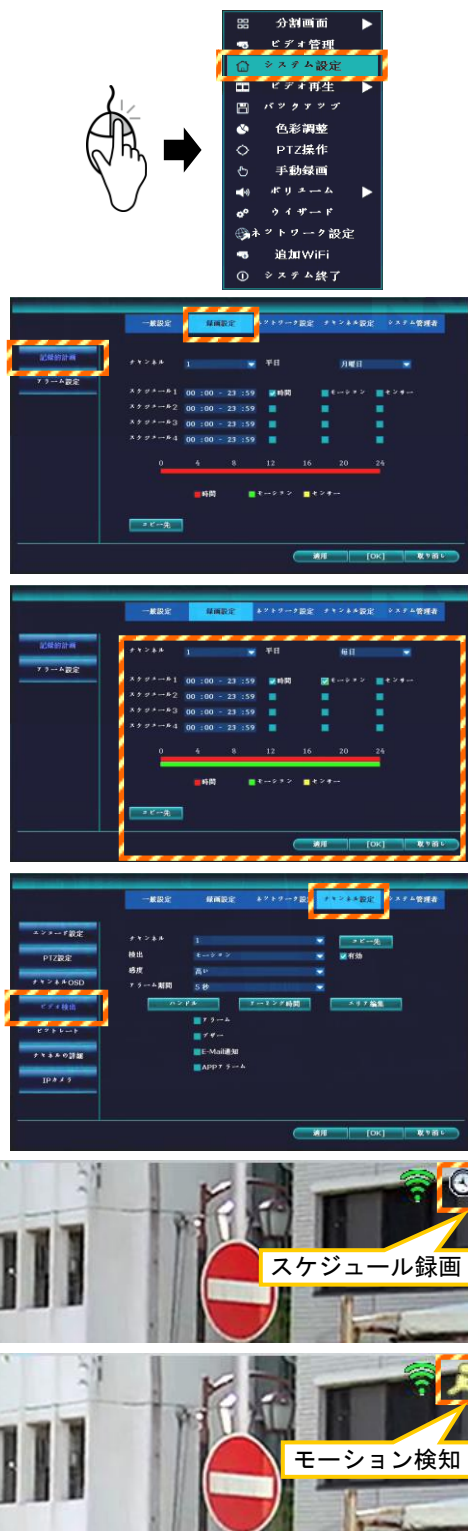 分割画面
ビデオ管理
システム設定
ビデオ再生
バックアップ
色彩調整
PTZ操作
手動録画
ボリューム
ウイザード
ネットワーク設定
追加WiFi
システム終了
一般設定 録画設定 ネットワーク設定 チャンネル設定 システム管理者
記録的計画
アラーム設定
チャンネル 1 平日 月曜日
スケジュール1 00 :00 - 23 :59 時間 モーション センサー
スケジュール2 00 :00 - 23 :59
スケジュール3 00 :00 - 23 :59
スケジュール4 00 :00 - 23 :59
0 4 8 12 16 20 24
時間 モーション センサー
コピー先
適用 [OK] 取り消し
一般設定 録画設定 ネットワーク設定 チャンネル設定 システム管理者
記録的計画
アラーム設定
チャンネル 1 平日 毎日
スケジュール1 00 :00 - 23 :59 時間 モーション センサー
スケジュール2 00 :00 - 23 :59
スケジュール3 00 :00 - 23 :59
スケジュール4 00 :00 - 23 :59
0 4 8 12 16 20 24
時間 モーション センサー
コピー先
適用 [OK] 取り消し
一般設定 録画設定 ネットワーク設定 チャンネル設定 システム管理者
エンコード設定
PTZ設定
チャンネルOSD
ビデオ検出
ビットレート
チャネルの詳細
IPカメラ
チャンネル 1 コピー先
検出 モーション 有効
感度 高い
アラーム期間 5 秒
ハンドル アーミング時間 エリア編集
アラーム
ブザー
E-Mail通知
APPアラーム
適用 [OK] 取り消し
スケジュール録画
モーション検知